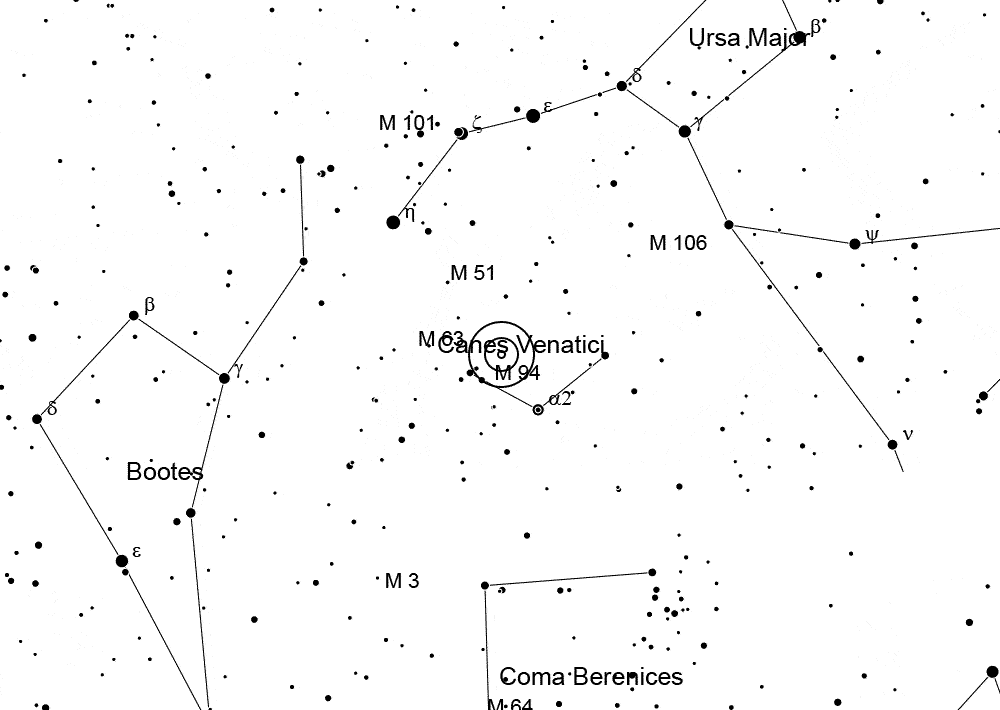 β
Ursa Major
δ
ε
M 101
ζ
γ
η
ψ
M 106
M 51
β
M 63
Canes Venatici
γ
M 94
α2
δ
ν
Bootes
ε
M 3
Coma Berenices
M 64